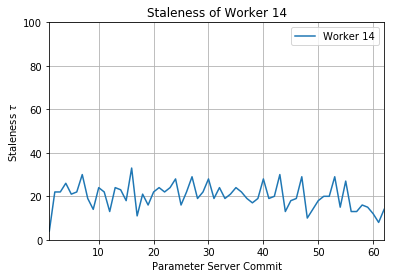 Staleness of Worker 14
Worker 14
Staleness τ
100
80
60
40
20
0
10 20 30 40 50 60
Parameter Server Commit